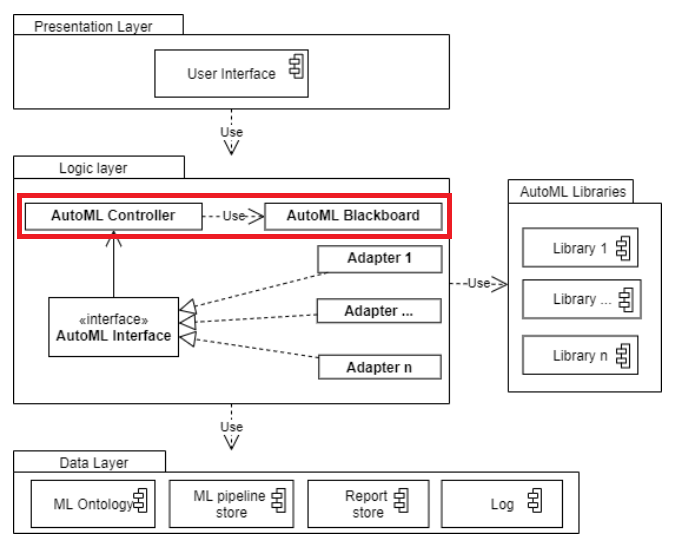 Presentation Layer
User Interface
Use
Logic layer
AutoML Controller
Use
AutoML Blackboard
Adapter 1
«interface»
AutoML Interface
Adapter ...
Adapter n
Use
AutoML Libraries
Library 1
Library ...
Library n
Use
Data Layer
ML Ontology
ML pipeline
store
Report
store
Log